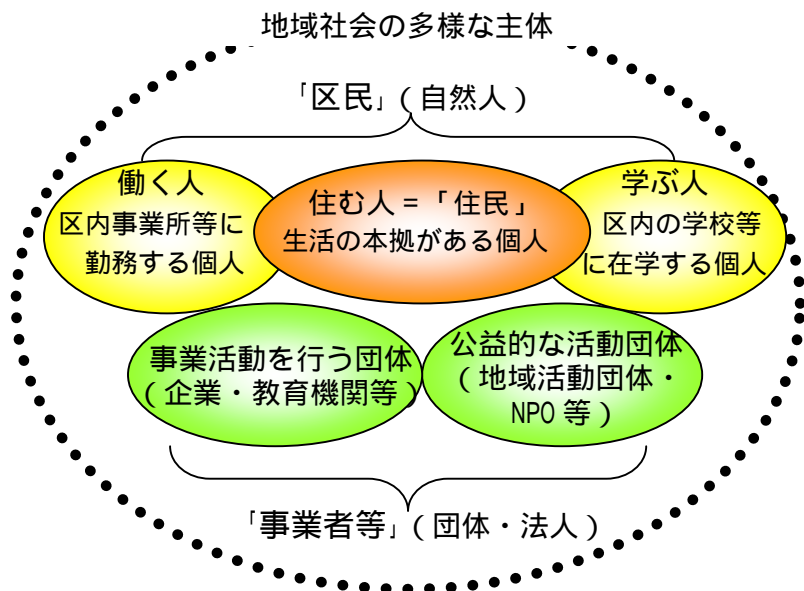 地域社会の多様な主体
「区民」(自然人)
働く人
区内事業所等に
勤務する個人
住む人=「住民」
生活の本拠がある個人
学ぶ人
区内の学校等
に在学する個人
事業活動を行う団体
(企業・教育機関等)
公益的な活動団体
(地域活動団体・
NPO等)
「事業者等」(団体・法人)